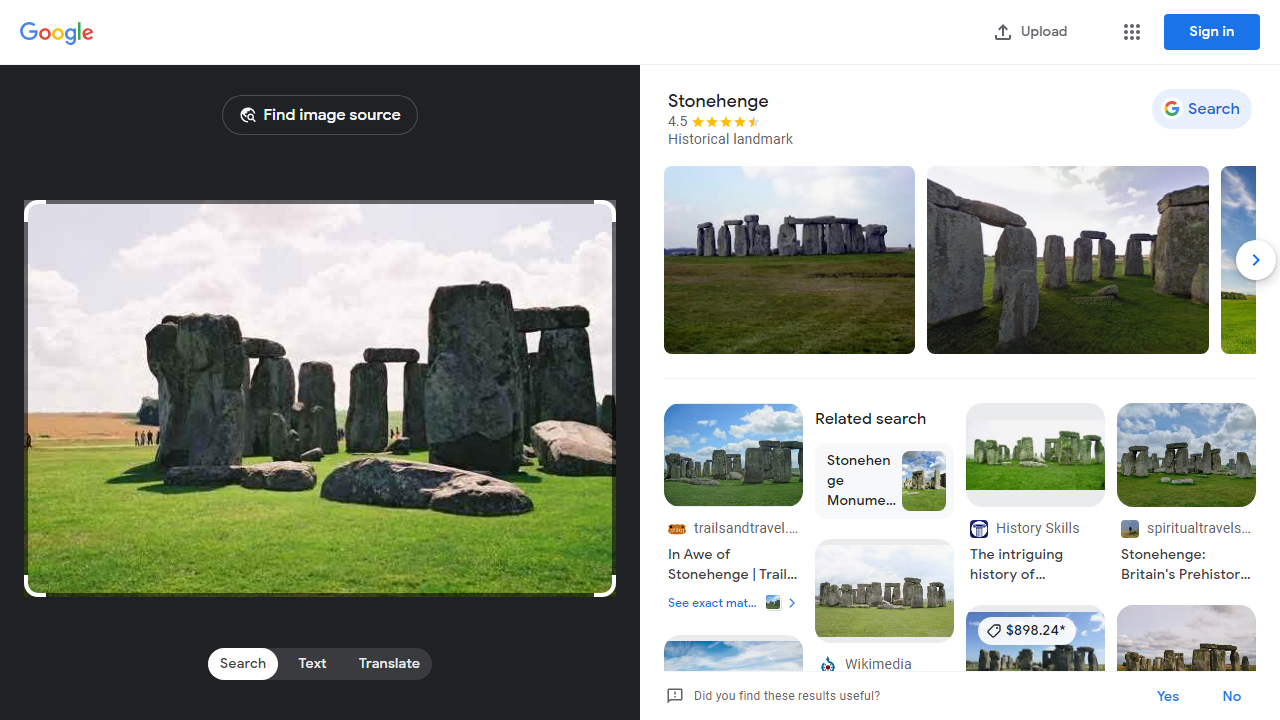 Google
Upload
Sign in
Find image source
Search
Text
Translate
Stonehenge
4.5
Historical landmark
Search
trailsandtravel....
In Awe of
Stonehenge | Trail...
See exact mat...
Related search
Stonehen
ge
Monume...
Wikimedia
History Skills
The intriguing
history of...
$898.24*
spiritualtravels...
Stonehenge:
Britain's Prehistor...
Did you find these results useful?
Yes
No